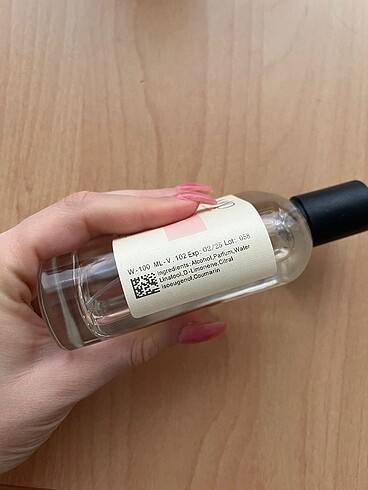 W-100 ML-V. 102 Exp: 02/25 Lot: 058
Ingredients: Alcohol,Parfum,Water
Linalool,D-Limonene,Citral
Isoeugenol,Coumarin